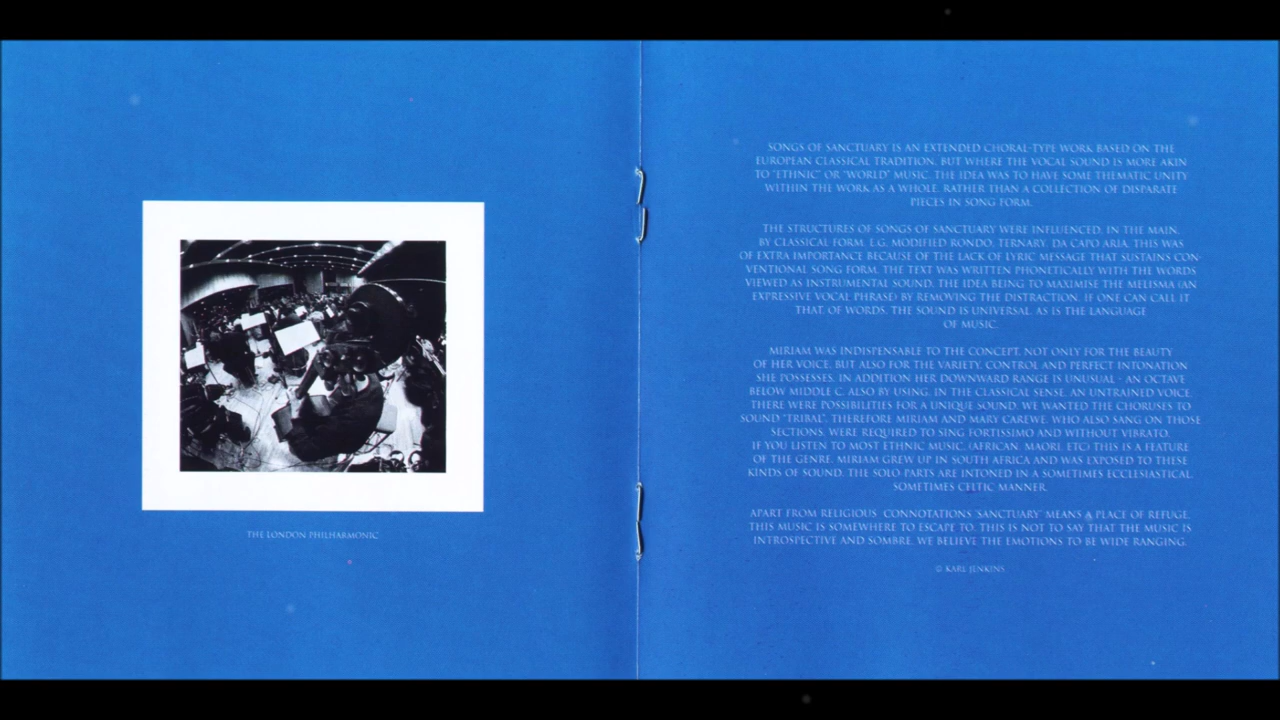 THE LONDON PHILHARMONIC
SONGS OF SANCTUARY IS AN EXTENDED CHORAL-TYPE WORK BASED ON THE
EUROPEAN CLASSICAL TRADITION, BUT WHERE THE VOCAL SOUND IS MORE AKIN
TO "ETHNIC" OR "WORLD" MUSIC. THE IDEA WAS TO HAVE SOME THEMATIC UNITY
WITHIN THE WORK AS A WHOLE, RATHER THAN A COLLECTION OF DISPARATE
PIECES IN SONG FORM.
THE STRUCTURES OF SONGS OF SANCTUARY WERE INFLUENCED, IN THE MAIN,
BY CLASSICAL FORM, E.G. MODIFIED RONDO, TERNARY, DA CAPO ARIA. THIS WAS
OF EXTRA IMPORTANCE BECAUSE OF THE LACK OF LYRIC MESSAGE THAT SUSTAINS CON-
VENTIONAL SONG FORM. THE TEXT WAS WRITTEN PHONETICALLY WITH THE WORDS
VIEWED AS INSTRUMENTAL SOUND, THE IDEA BEING TO MAXIMISE THE MELISMA (AN
EXPRESSIVE VOCAL PHRASE) BY REMOVING THE DISTRACTION, IF ONE CAN CALL IT
THAT, OF WORDS. THE SOUND IS UNIVERSAL, AS IS THE LANGUAGE
OF MUSIC.
MIRIAM WAS INDISPENSABLE TO THE CONCEPT, NOT ONLY FOR THE BEAUTY
OF HER VOICE, BUT ALSO FOR THE VARIETY, CONTROL AND PERFECT INTONATION
SHE POSSESSES. IN ADDITION HER DOWNWARD RANGE IS UNUSUAL - AN OCTAVE
BELOW MIDDLE C. ALSO BY USING, IN THE CLASSICAL SENSE, AN UNTRAINED VOICE,
THERE WERE POSSIBILITIES FOR A UNIQUE SOUND. WE WANTED THE CHORUSES TO
SOUND "TRIBAL", THEREFORE MIRIAM AND MARY CAREWE, WHO ALSO SANG ON THOSE
SECTIONS, WERE REQUIRED TO SING FORTISSIMO AND WITHOUT VIBRATO.
IF YOU LISTEN TO MOST ETHNIC MUSIC, (AFRICAN, MAORI, ETC) THIS IS A FEATURE
OF THE GENRE. MIRIAM GREW UP IN SOUTH AFRICA AND WAS EXPOSED TO THESE
KINDS OF SOUND. THE SOLO PARTS ARE INTONED IN A SOMETIMES ECCLESIASTICAL,
SOMETIMES CELTIC MANNER.
APART FROM RELIGIOUS CONNOTATIONS 'SANCTUARY' MEANS A PLACE OF REFUGE.
THIS MUSIC IS SOMEWHERE TO ESCAPE TO. THIS IS NOT TO SAY THAT THE MUSIC IS
INTROSPECTIVE AND SOMBRE. WE BELIEVE THE EMOTIONS TO BE WIDE RANGING.
© KARL JENKINS